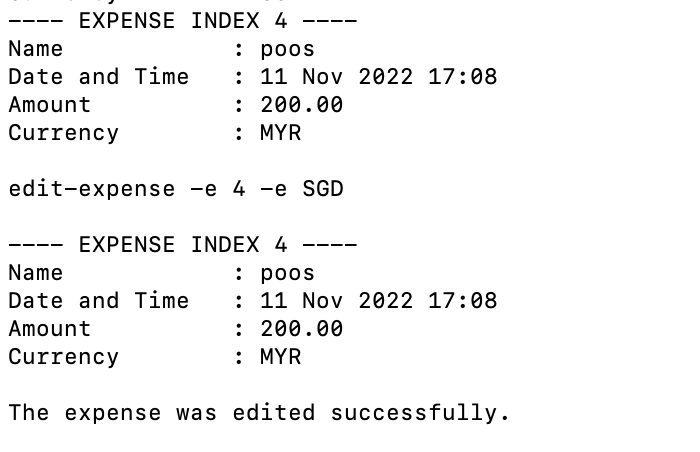 ---- EXPENSE INDEX 4 ----
Name            : poos
Date and Time   : 11 Nov 2022 17:08
Amount          : 200.00
Currency        : MYR
edit-expense -e 4 -e SGD
---- EXPENSE INDEX 4 ----
Name            : poos
Date and Time   : 11 Nov 2022 17:08
Amount          : 200.00
Currency        : MYR
The expense was edited successfully.